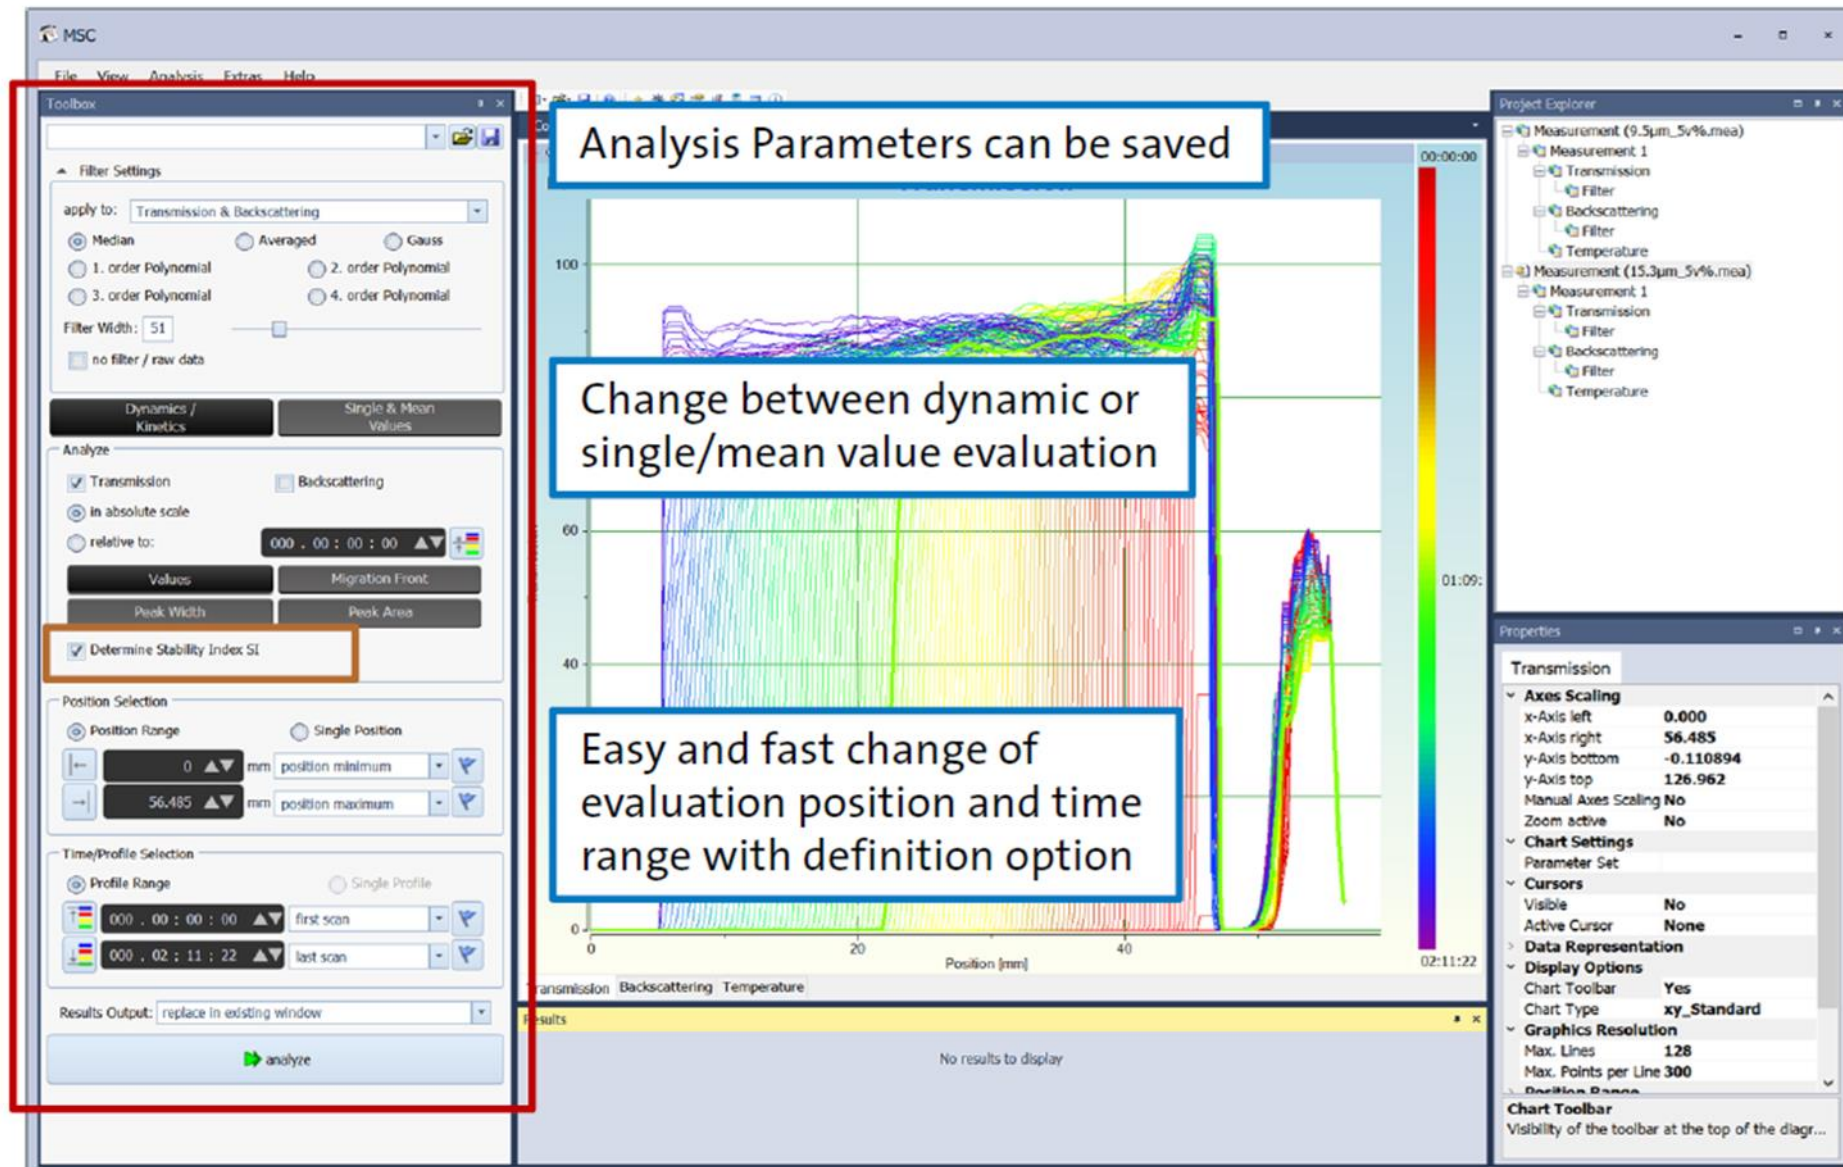 MSC
File View Analysis Extras Help
Toolbox
Filter Settings
apply to: Transmission & Backscattering
Median Averaged Gauss
1. order Polynomial 2. order Polynomial
3. order Polynomial 4. order Polynomial
Filter Width: 51
no filter / raw data
Dynamics / Kinetics
Single & Mean Values
Analyze
Transmission Backscattering
in absolute scale
relative to: 000 . 00 : 00 : 00
Values Migration Front
Peak Width Peak Area
Determine Stability Index SI
Position Selection
Position Range Single Position
0 mm position minimum
56.485 mm position maximum
Time/Profile Selection
Profile Range Single Profile
000 . 00 : 00 : 00 first scan
000 . 02 : 11 : 22 last scan
Results Output: replace in existing window
analyze
Analysis Parameters can be saved
Change between dynamic or
single/mean value evaluation
Easy and fast change of
evaluation position and time
range with definition option
100
60
40
0
0 20 40
Position [mm]
00:00:00
01:09:
02:11:22
Transmission Backscattering Temperature
Results
No results to display
Project Explorer
Measurement (9.5µm_5v%.mea)
Measurement 1
Transmission
Filter
Backscattering
Filter
Temperature
Measurement (15.3µm_5v%.mea)
Measurement 1
Transmission
Filter
Backscattering
Filter
Temperature
Properties
Transmission
Axes Scaling
x-Axis left 0.000
x-Axis right 56.485
y-Axis bottom -0.110894
y-Axis top 126.962
Manual Axes Scaling No
Zoom active No
Chart Settings
Parameter Set
Cursors
Visible No
Active Cursor None
Data Representation
Display Options
Chart Toolbar Yes
Chart Type xy_Standard
Graphics Resolution
Max. Lines 128
Max. Points per Line 300
Position Range
Chart Toolbar
Visibility of the toolbar at the top of the diagr...